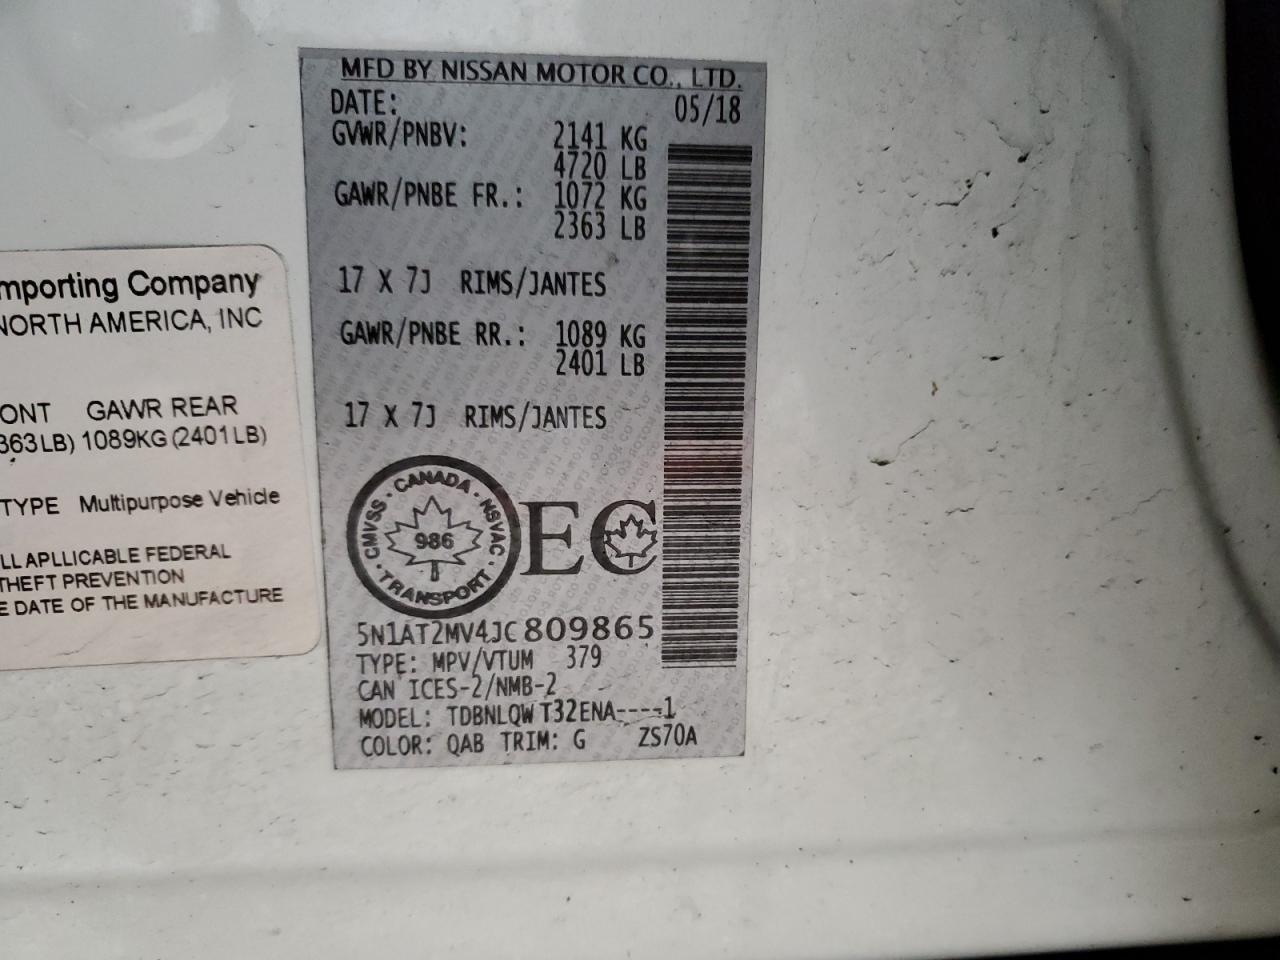 mporting Company
NORTH AMERICA, INC
ONT GAWR REAR
363LB) 1089KG (2401LB)
TYPE Multipurpose Vehicle
LL APLLICABLE FEDERAL
THEFT PREVENTION
E DATE OF THE MANUFACTURE
MFD BY NISSAN MOTOR CO., LTD.
DATE: 05/18
GVWR/PNBV: 2141 KG
4720 LB
GAWR/PNBE FR.: 1072 KG
2363 LB
17 X 7J RIMS/JANTES
GAWR/PNBE RR.: 1089 KG
2401 LB
17 X 7J RIMS/JANTES
CMVSS · CANADA · NSVAC · TRANSPORT ·
986
EC
5N1AT2MV4JC809865
TYPE: MPV/VTUM 379
CAN ICES-2/NMB-2
MODEL: TDBNLQW T32ENA----1
COLOR: QAB TRIM: G ZS70A